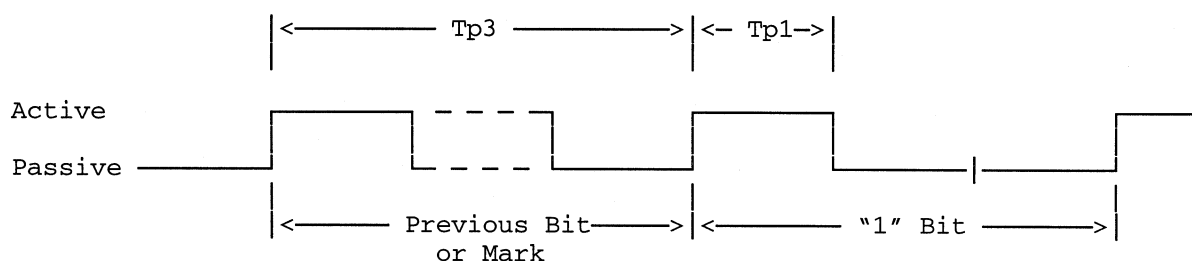 Tp3 Tp1
Active
Passive
Previous Bit "1" Bit
or Mark